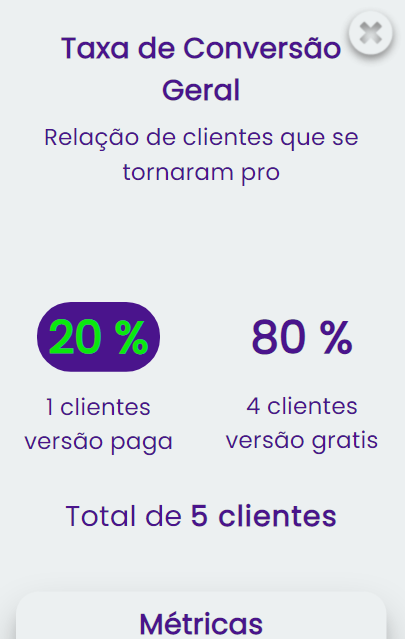 Taxa de Conversão
Geral
Relação de clientes que se
tornaram pro
20 % 80 %
1 clientes 4 clientes
versão paga versão gratis
Total de 5 clientes
Métricas